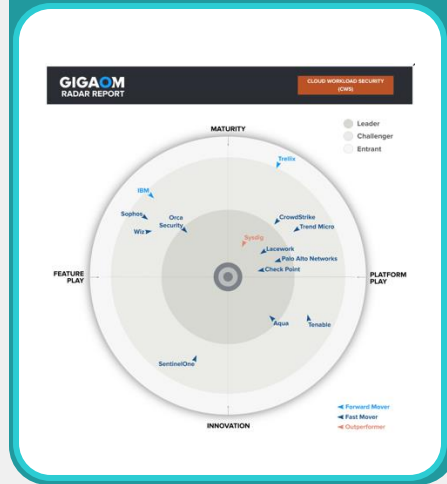 GIGAOM
RADAR REPORT
CLOUD WORKLOAD SECURITY
(CWS)
Leader
Challenger
Entrant
MATURITY
Trellix
IBM
Sophos
Orca
Security
Wiz
CrowdStrike
Trend Micro
Sysdig
Lacework
Palo Alto Networks
Check Point
FEATURE
PLAY
PLATFORM
PLAY
Aqua
Tenable
SentinelOne
INNOVATION
Forward Mover
Fast Mover
Outperformer